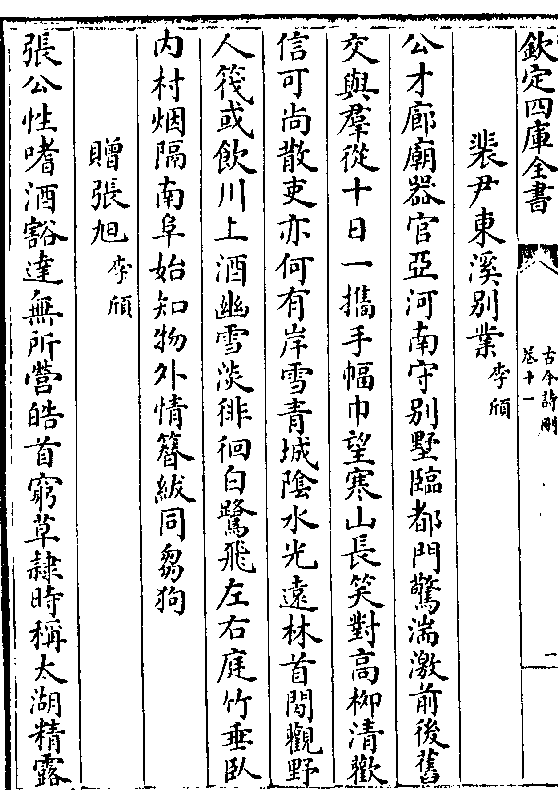 欽定四庫全書
古今詩刪
卷十一
一
裴尹東溪別業 李頎
公才廊廟器官亞河南守別墅臨都門驚湍激前後舊
交與羣從十日一攜手幅巾望寒山長笑對高柳清歡
信可尚散吏亦何有岸雪青城陰水光遠林首閒觀野
人筏或飲川上酒幽雪淡徘徊白鷺飛左右庭竹垂臥
内村烟隔南阜始知物外情簪紱同芻狗
贈張旭 李頎
張公性嗜酒豁達無所營皓首窮草隷時稱太湖精露